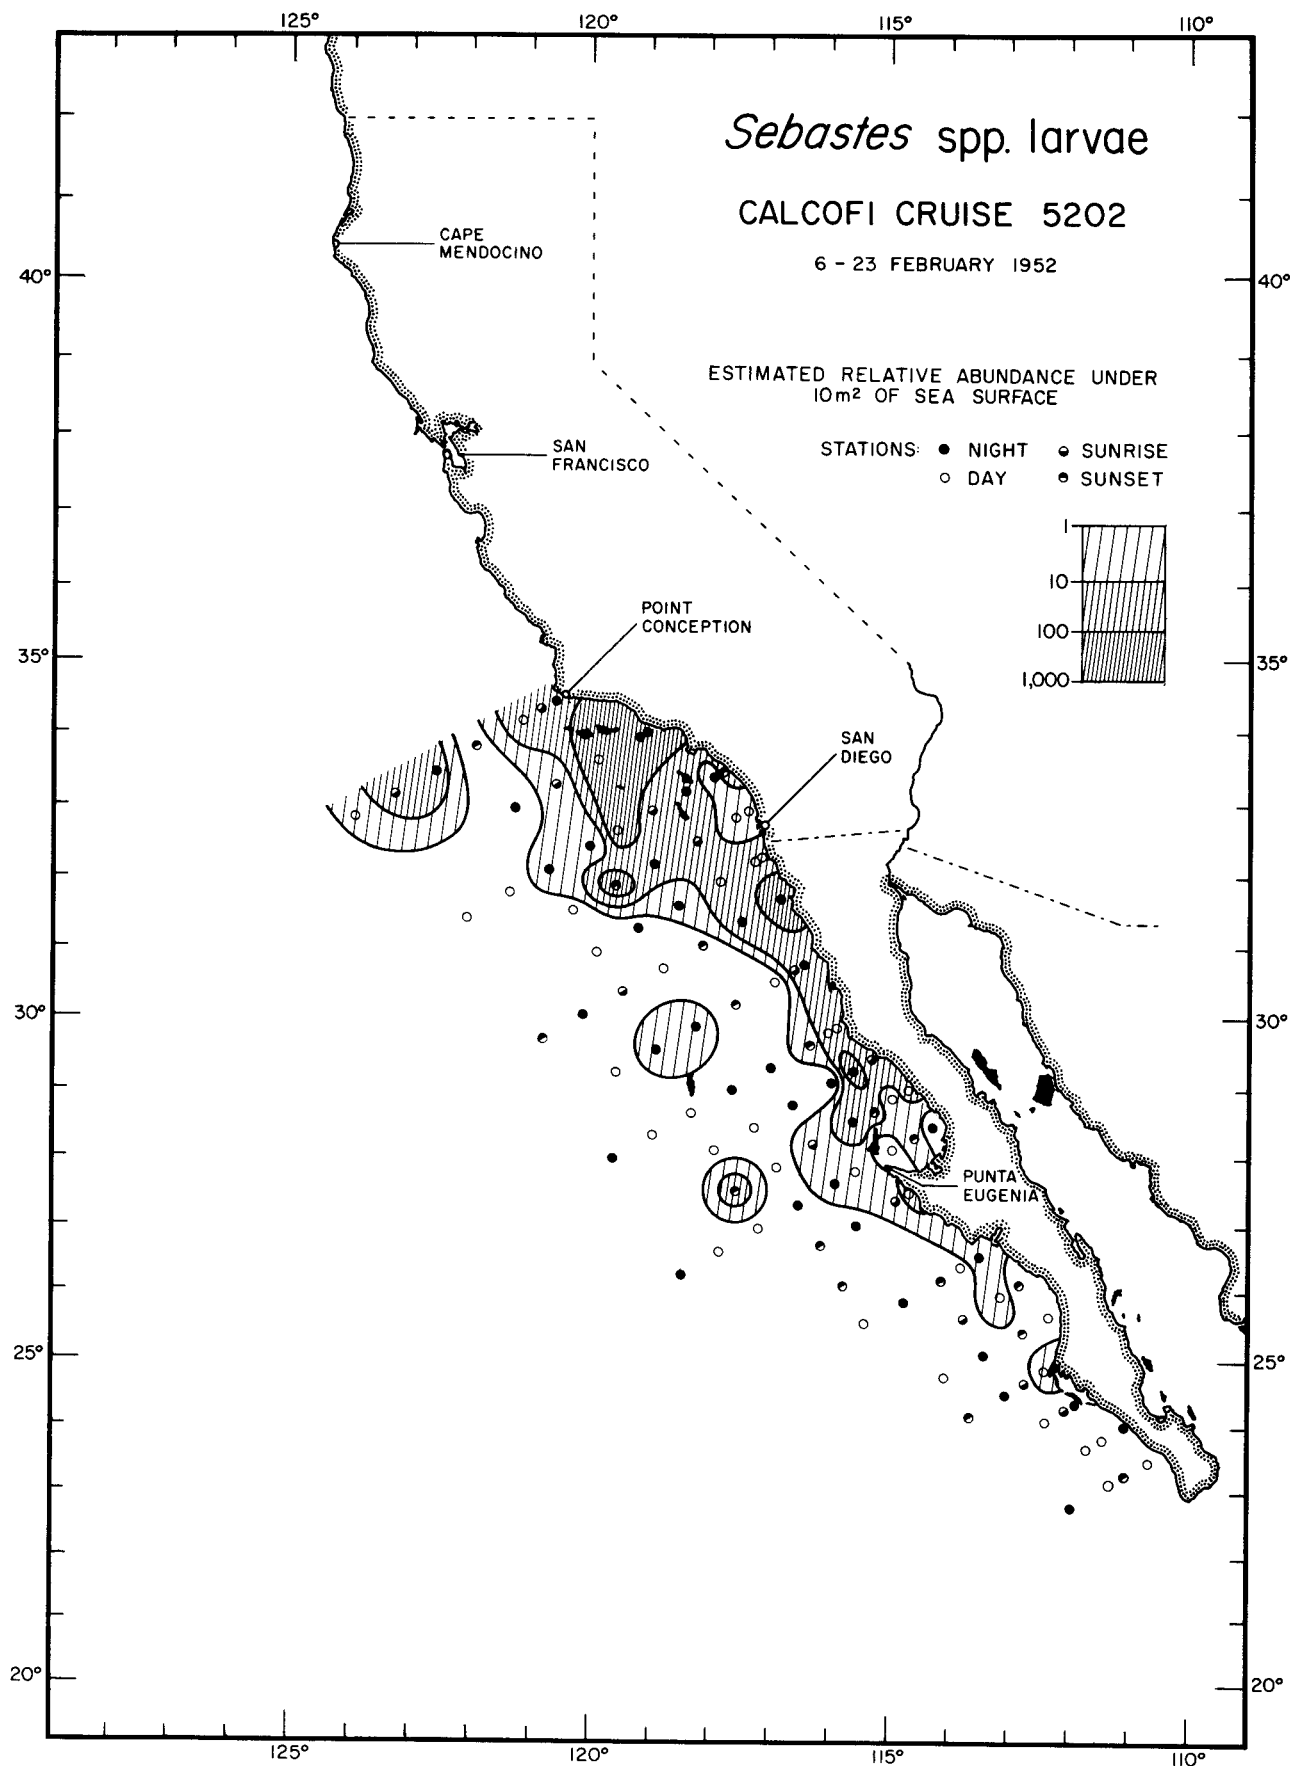 125° 120° 115° 110°
Sebastes spp. larvae
CALCOFI CRUISE 5202
6 – 23 FEBRUARY 1952
CAPE
MENDOCINO
40° 40°
ESTIMATED RELATIVE ABUNDANCE UNDER
10m² OF SEA SURFACE
STATIONS: NIGHT SUNRISE
DAY SUNSET
SAN
FRANCISCO
1
10
100
1,000
POINT
CONCEPTION
35° 35°
SAN
DIEGO
30° 30°
PUNTA
EUGENIA
25° 25°
20° 20°
125° 120° 115° 110°